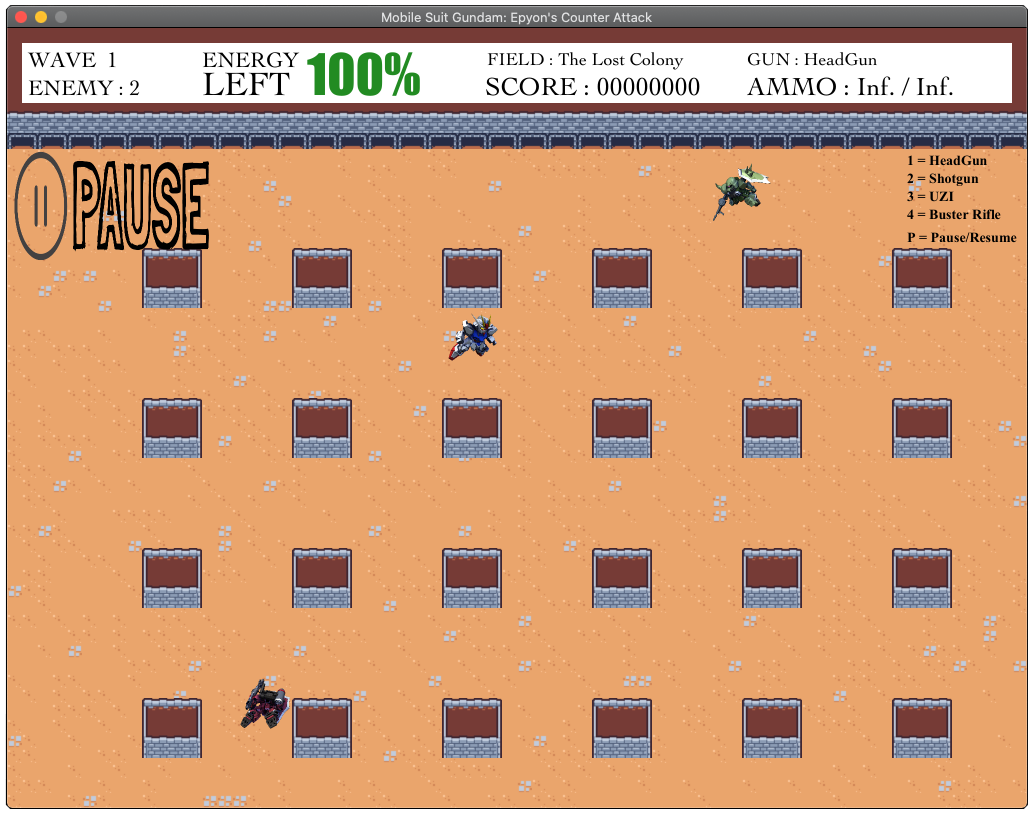 Mobile Suit Gundam: Epyon's Counter Attack
WAVE 1
ENEMY : 2
ENERGY
LEFT
100%
FIELD : The Lost Colony
SCORE : 00000000
GUN : HeadGun
AMMO : Inf. / Inf.
PAUSE
1 = HeadGun
2 = Shotgun
3 = UZI
4 = Buster Rifle
P = Pause/Resume